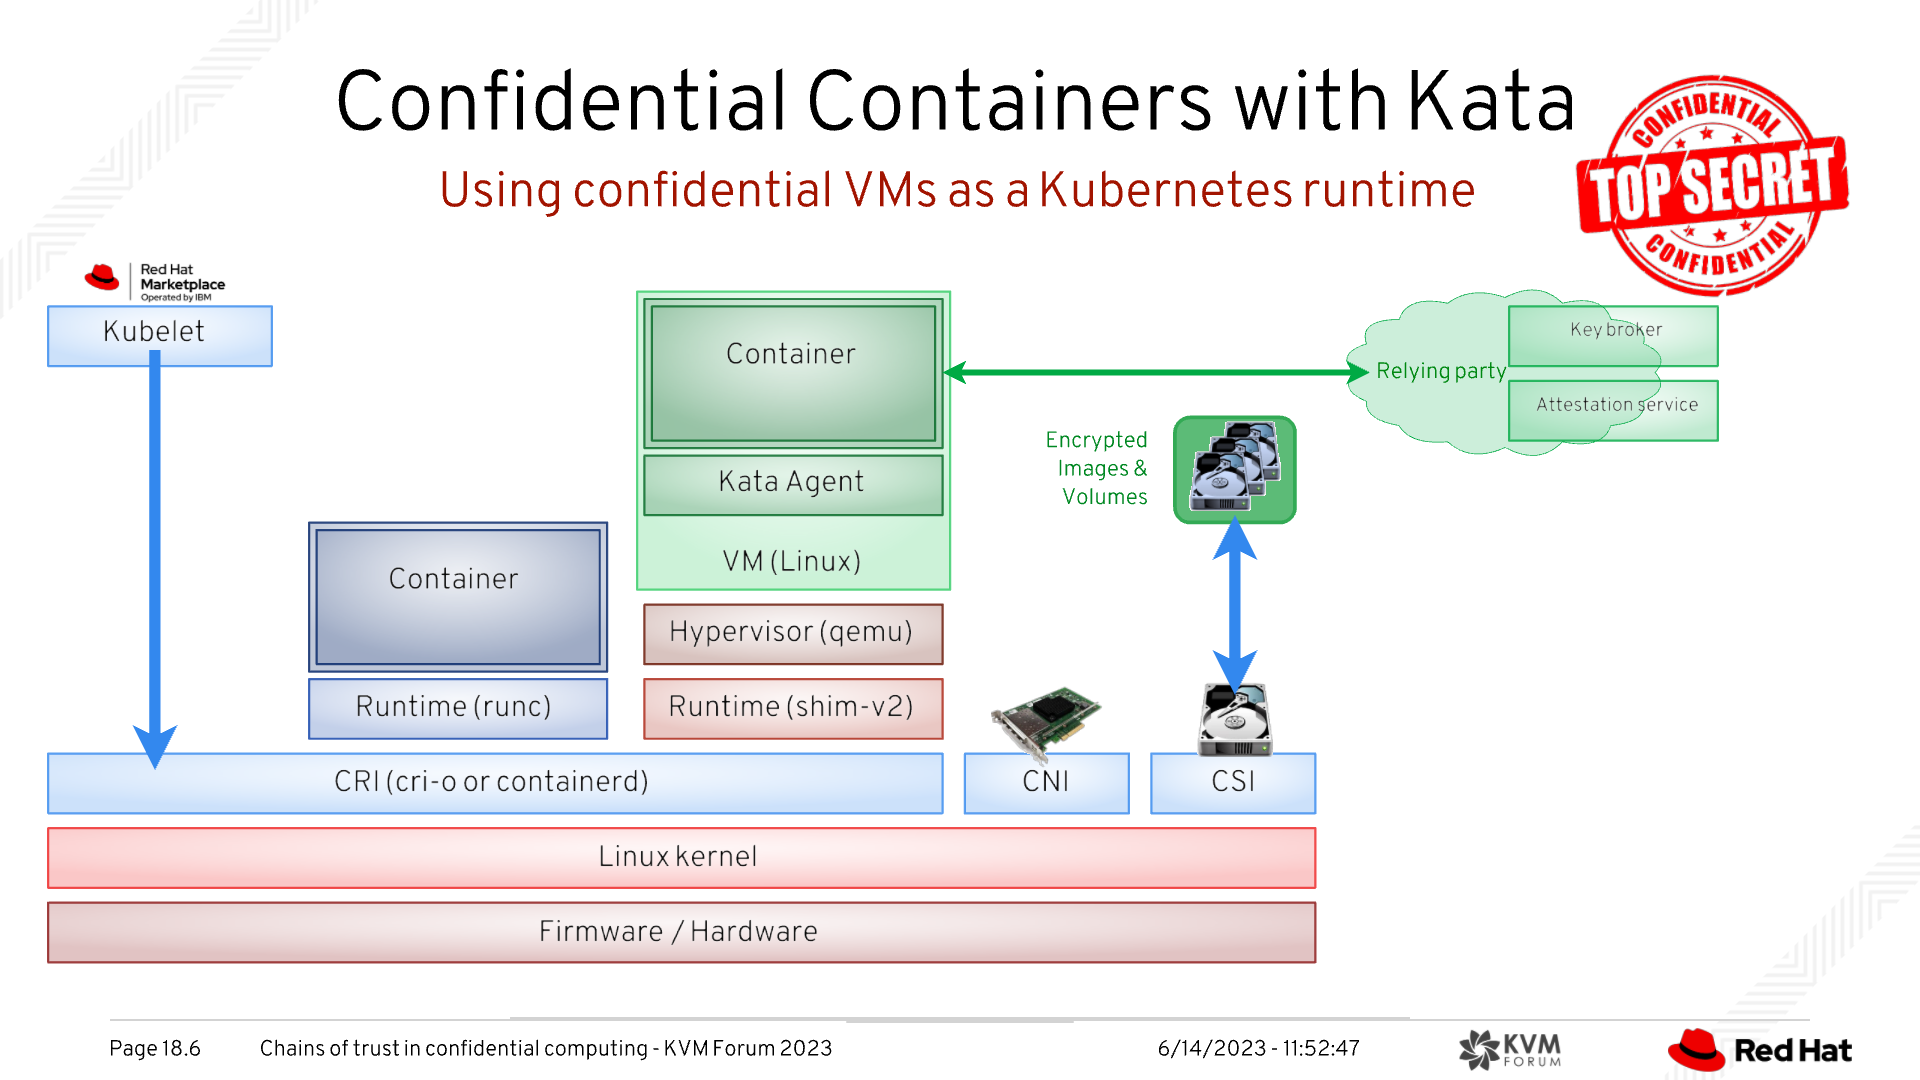 Confidential Containers with Kata
Using confidential VMs as a Kubernetes runtime
CONFIDENTIAL
TOP SECRET
CONFIDENTIAL
Red Hat
Marketplace
Operated by IBM
Kubelet
Container
Kata Agent
VM (Linux)
Hypervisor (qemu)
Runtime (shim-v2)
Container
Runtime (runc)
Relying party
Key broker
Attestation service
Encrypted
Images &
Volumes
CRI (cri-o or containerd)
CNI
CSI
Linux kernel
Firmware / Hardware
Page 18.6
Chains of trust in confidential computing - KVM Forum 2023
6/14/2023 - 11:52:47
KVM
FORUM
Red Hat